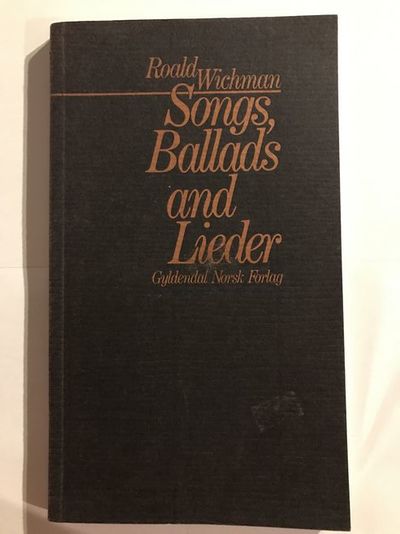 Roald Wichman
Songs,
Ballads
and
Lieder
Gyldendal Norsk Forlag